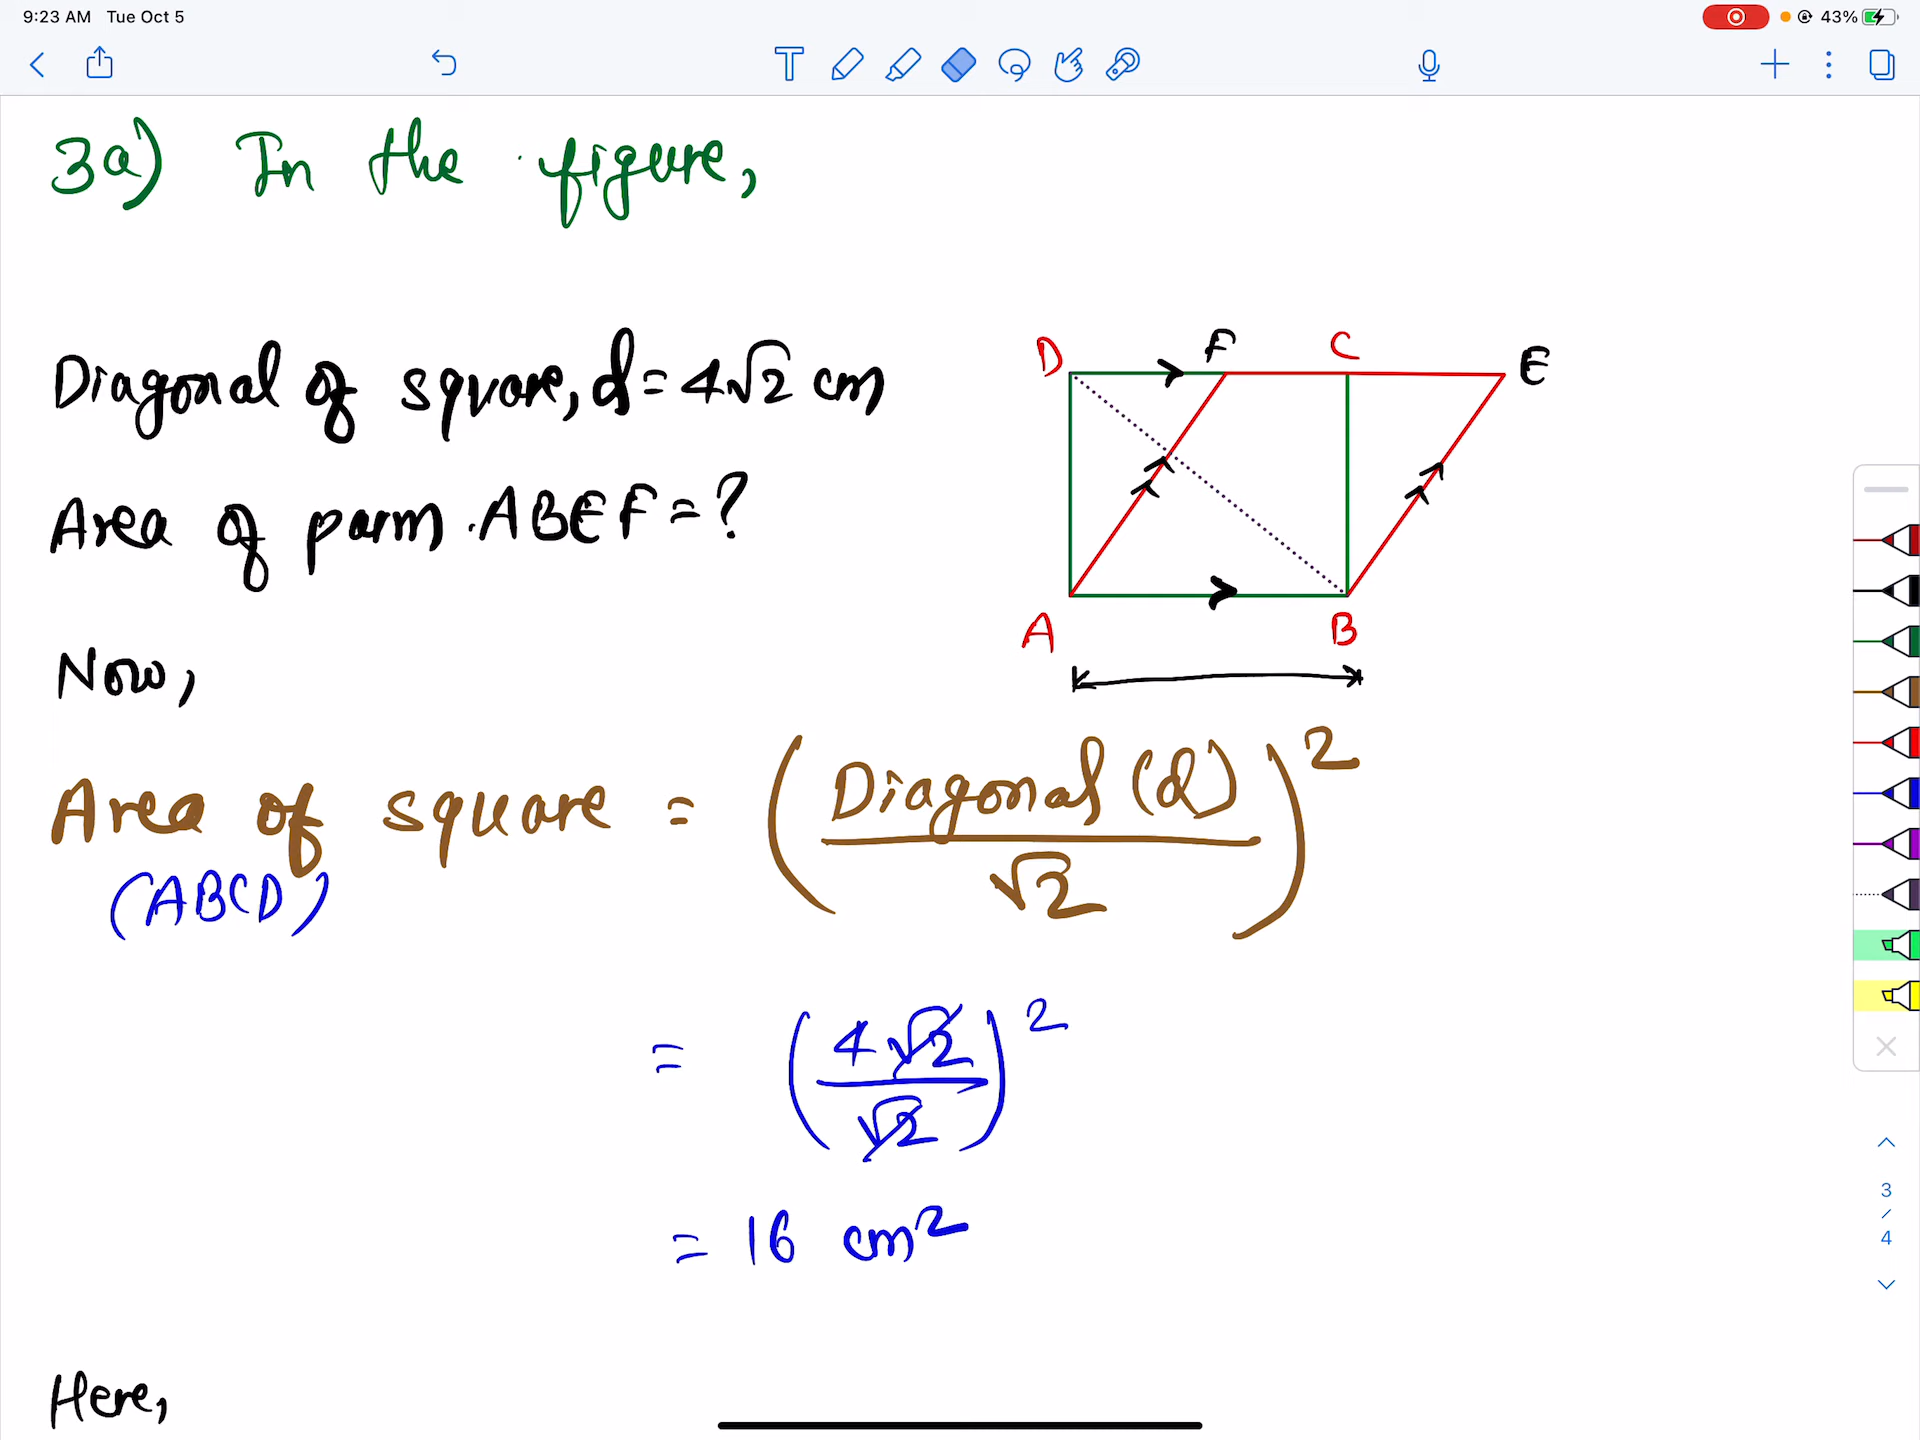 9:23 AM Tue Oct 5
43%
3a) In the figure,
D F C E
Diagonal of square, d = 4√2 cm
Area of parm. ABEF = ?
A B
Now,
Area of square = (Diagonal (d) / √2)²
(ABCD)
= (4√2 / √2)²
= 16 cm²
Here,
3
/
4